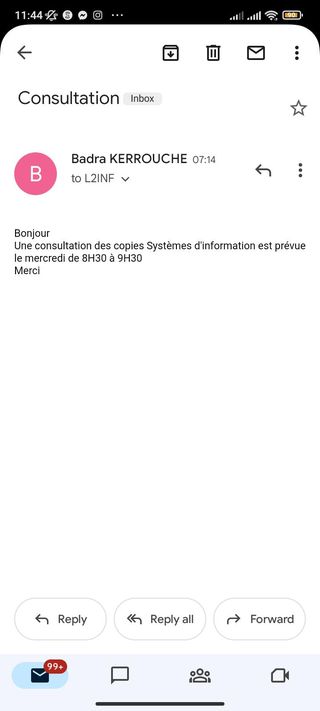 11:44
90
Consultation Inbox
B
Badra KERROUCHE 07:14
to L2INF
Bonjour
Une consultation des copies Systèmes d'information est prévue
le mercredi de 8H30 à 9H30
Merci
Reply
Reply all
Forward
99+